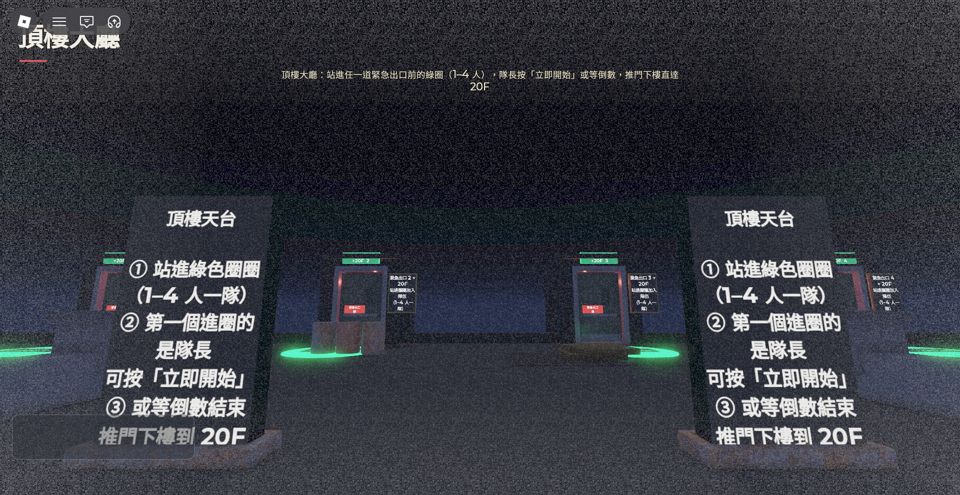 頂樓大廳
頂樓大廳：站進任一道緊急出口前的綠圈（1–4 人），隊長按「立即開始」或等倒數，推門下樓直達
20F
頂樓天台
① 站進綠色圈圈
（1–4 人一隊）
② 第一個進圈的
是隊長
可按「立即開始」
③ 或等倒數結束
推門下樓到 20F
頂樓天台
① 站進綠色圈圈
（1–4 人一隊）
② 第一個進圈的
是隊長
可按「立即開始」
③ 或等倒數結束
推門下樓到 20F